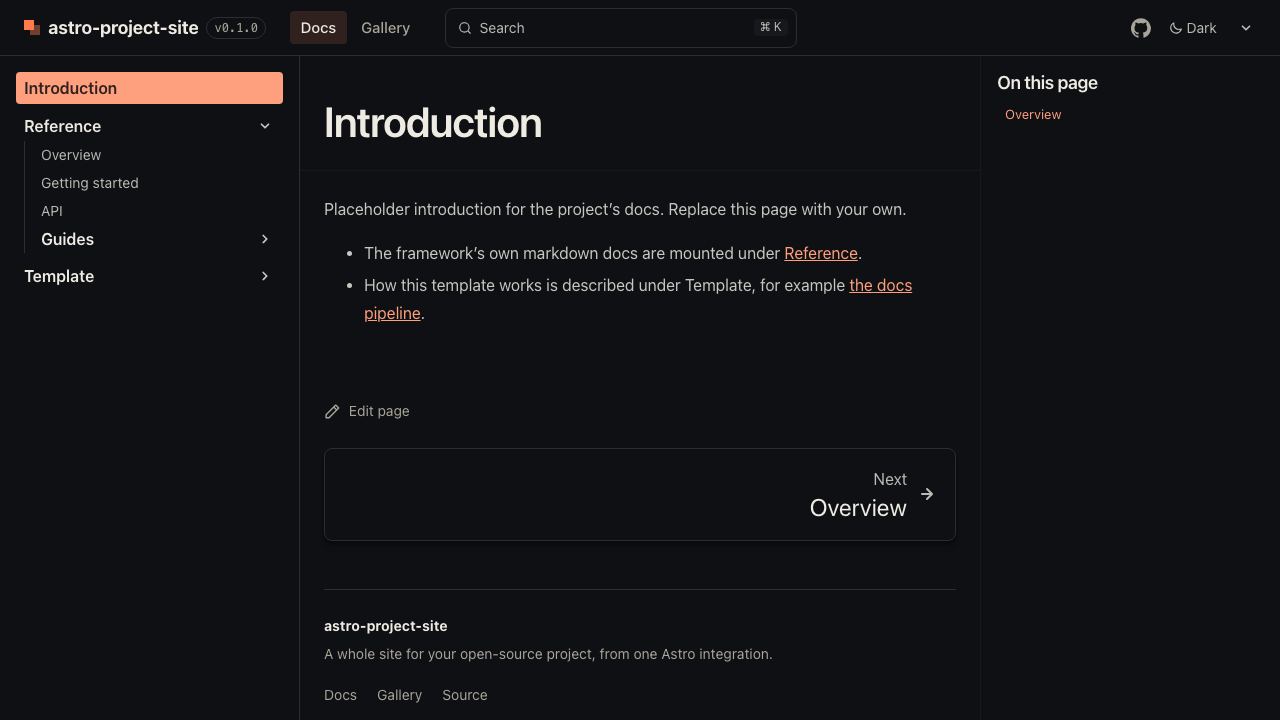 astro-project-site v0.1.0 Docs Gallery Search ⌘ K Dark
Introduction
Reference
Overview
Getting started
API
Guides
Template
Introduction
Placeholder introduction for the project’s docs. Replace this page with your own.
• The framework’s own markdown docs are mounted under Reference.
• How this template works is described under Template, for example the docs
pipeline.
Edit page
Next
Overview
astro-project-site
A whole site for your open-source project, from one Astro integration.
Docs Gallery Source
On this page
Overview